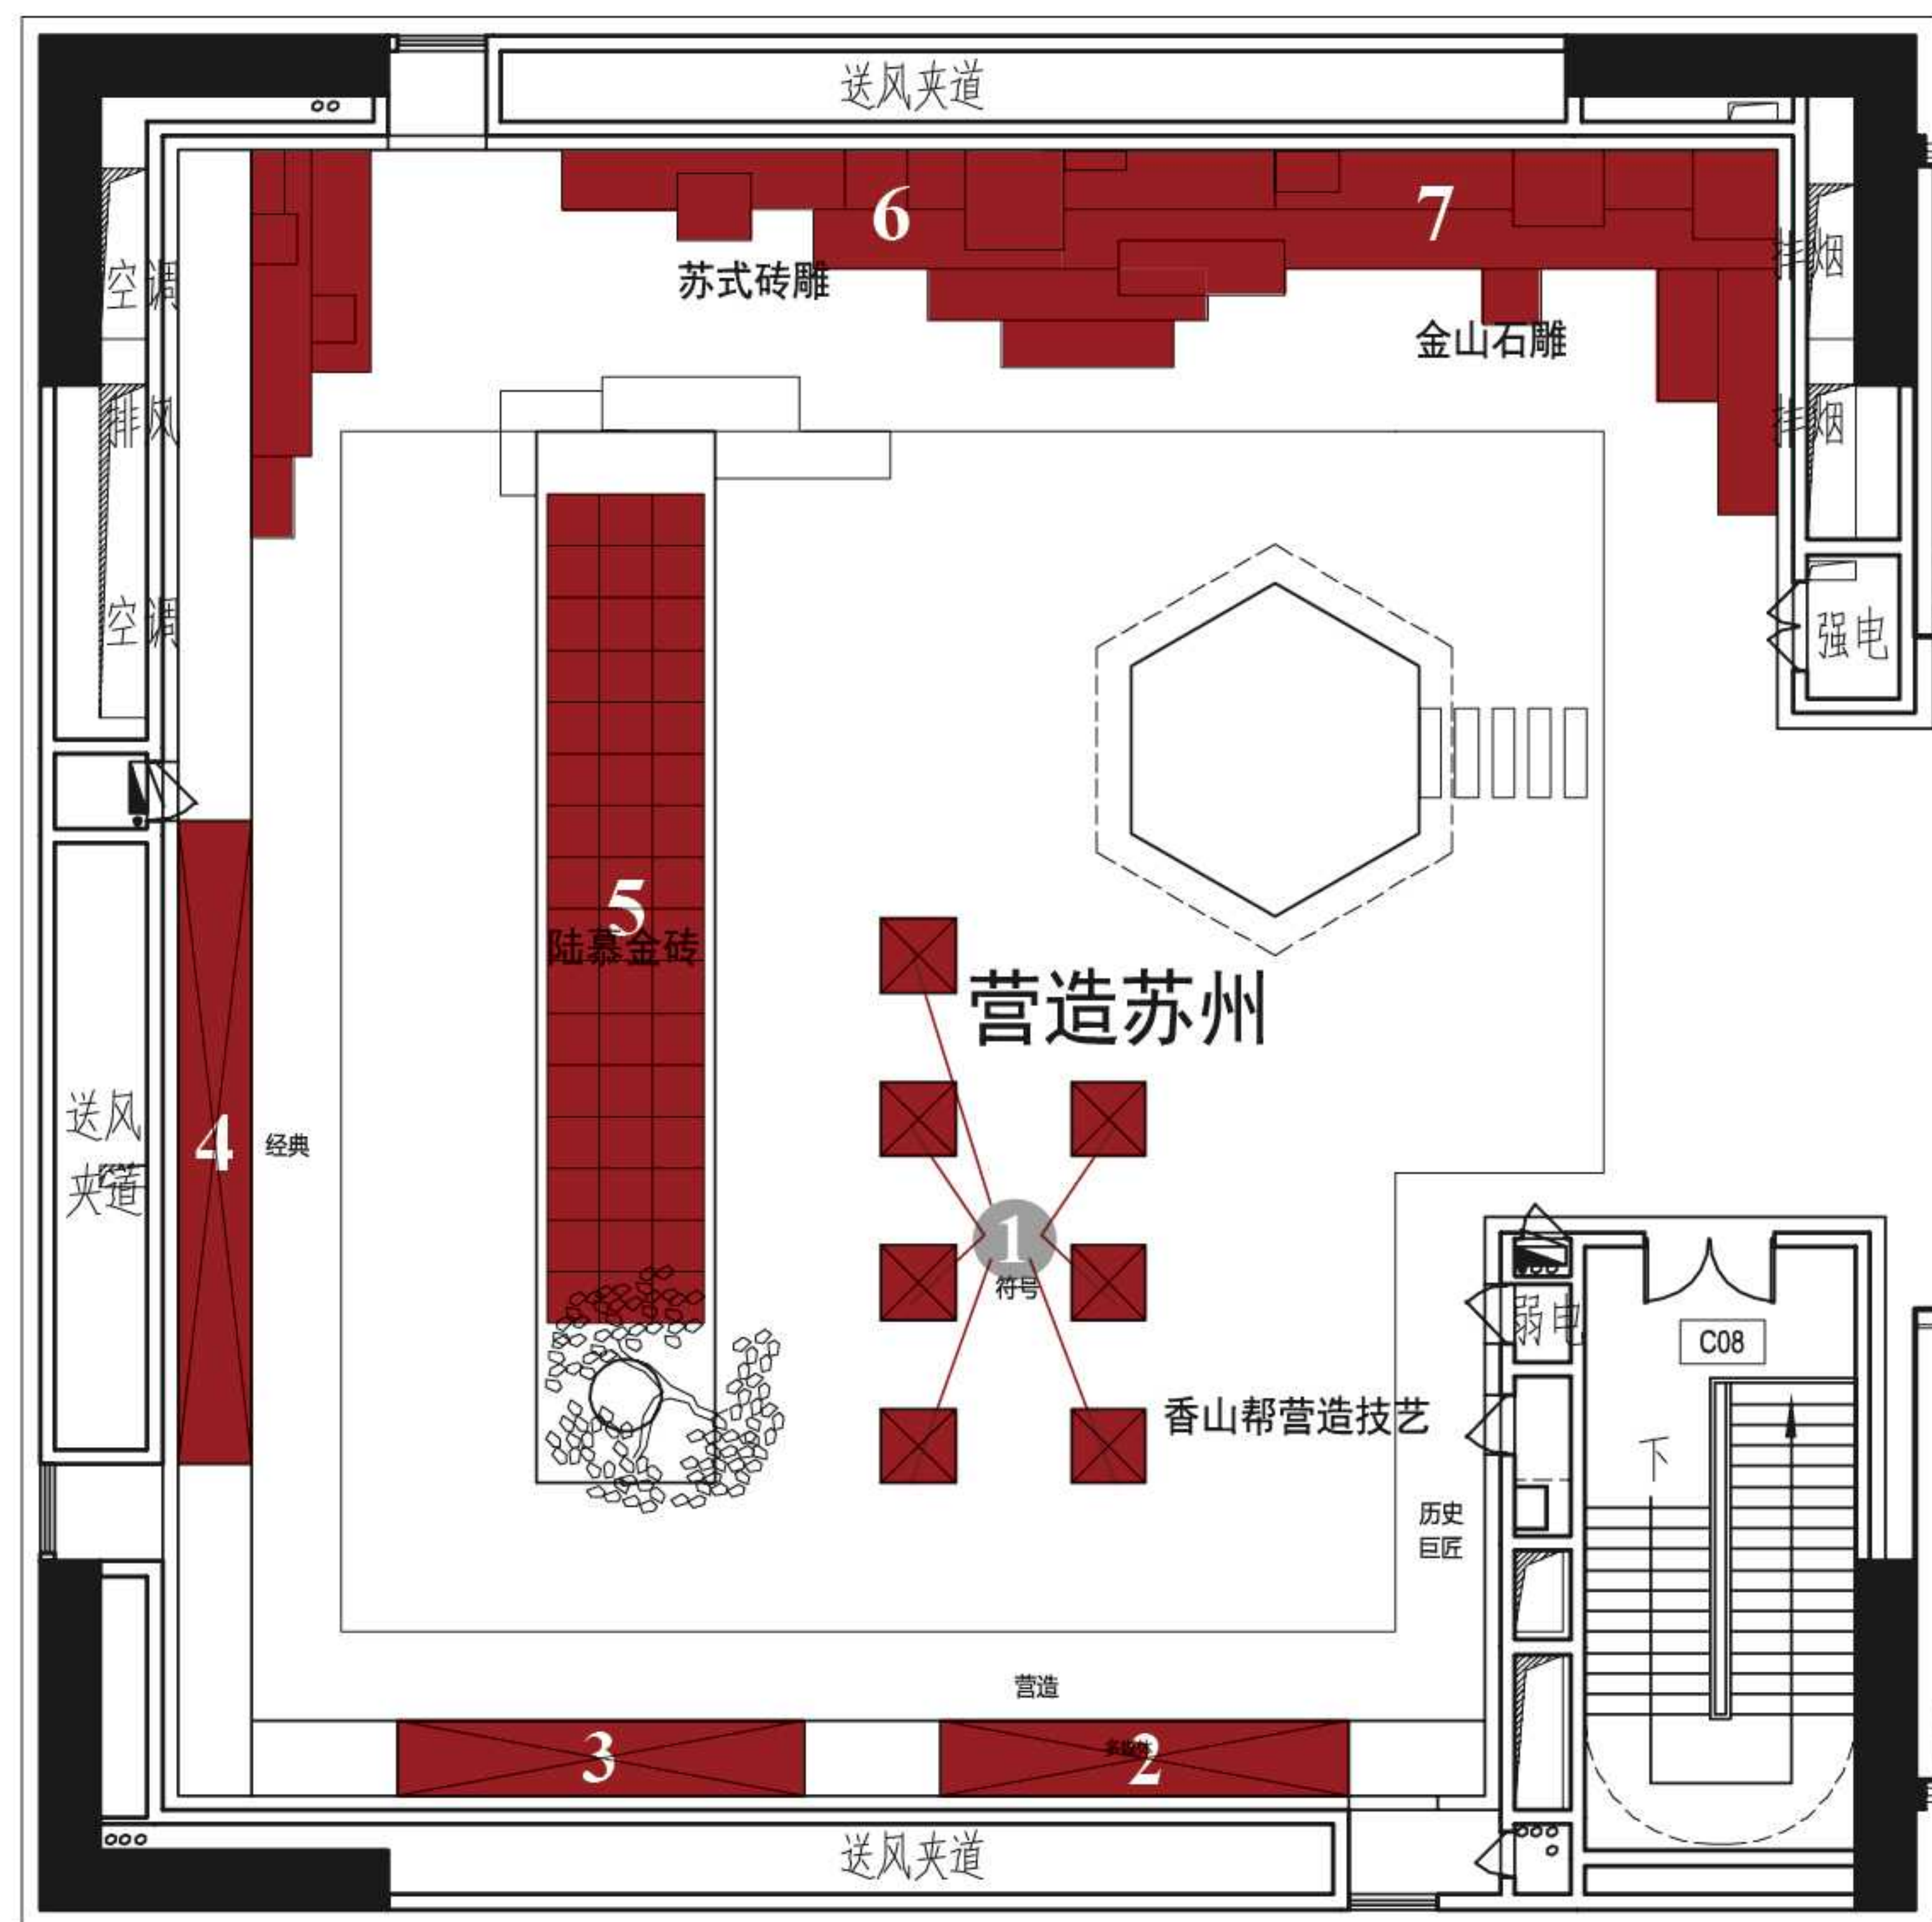 送风夹道
6
7
苏式砖雕
金山石雕
空调
排烟
排风
排烟
空调
强电
5
陆慕金砖
营造苏州
送风
夹道
4
经典
1
符号
弱电
C08
香山帮营造技艺
下
历史
巨匠
营造
3
多媒体
2
送风夹道